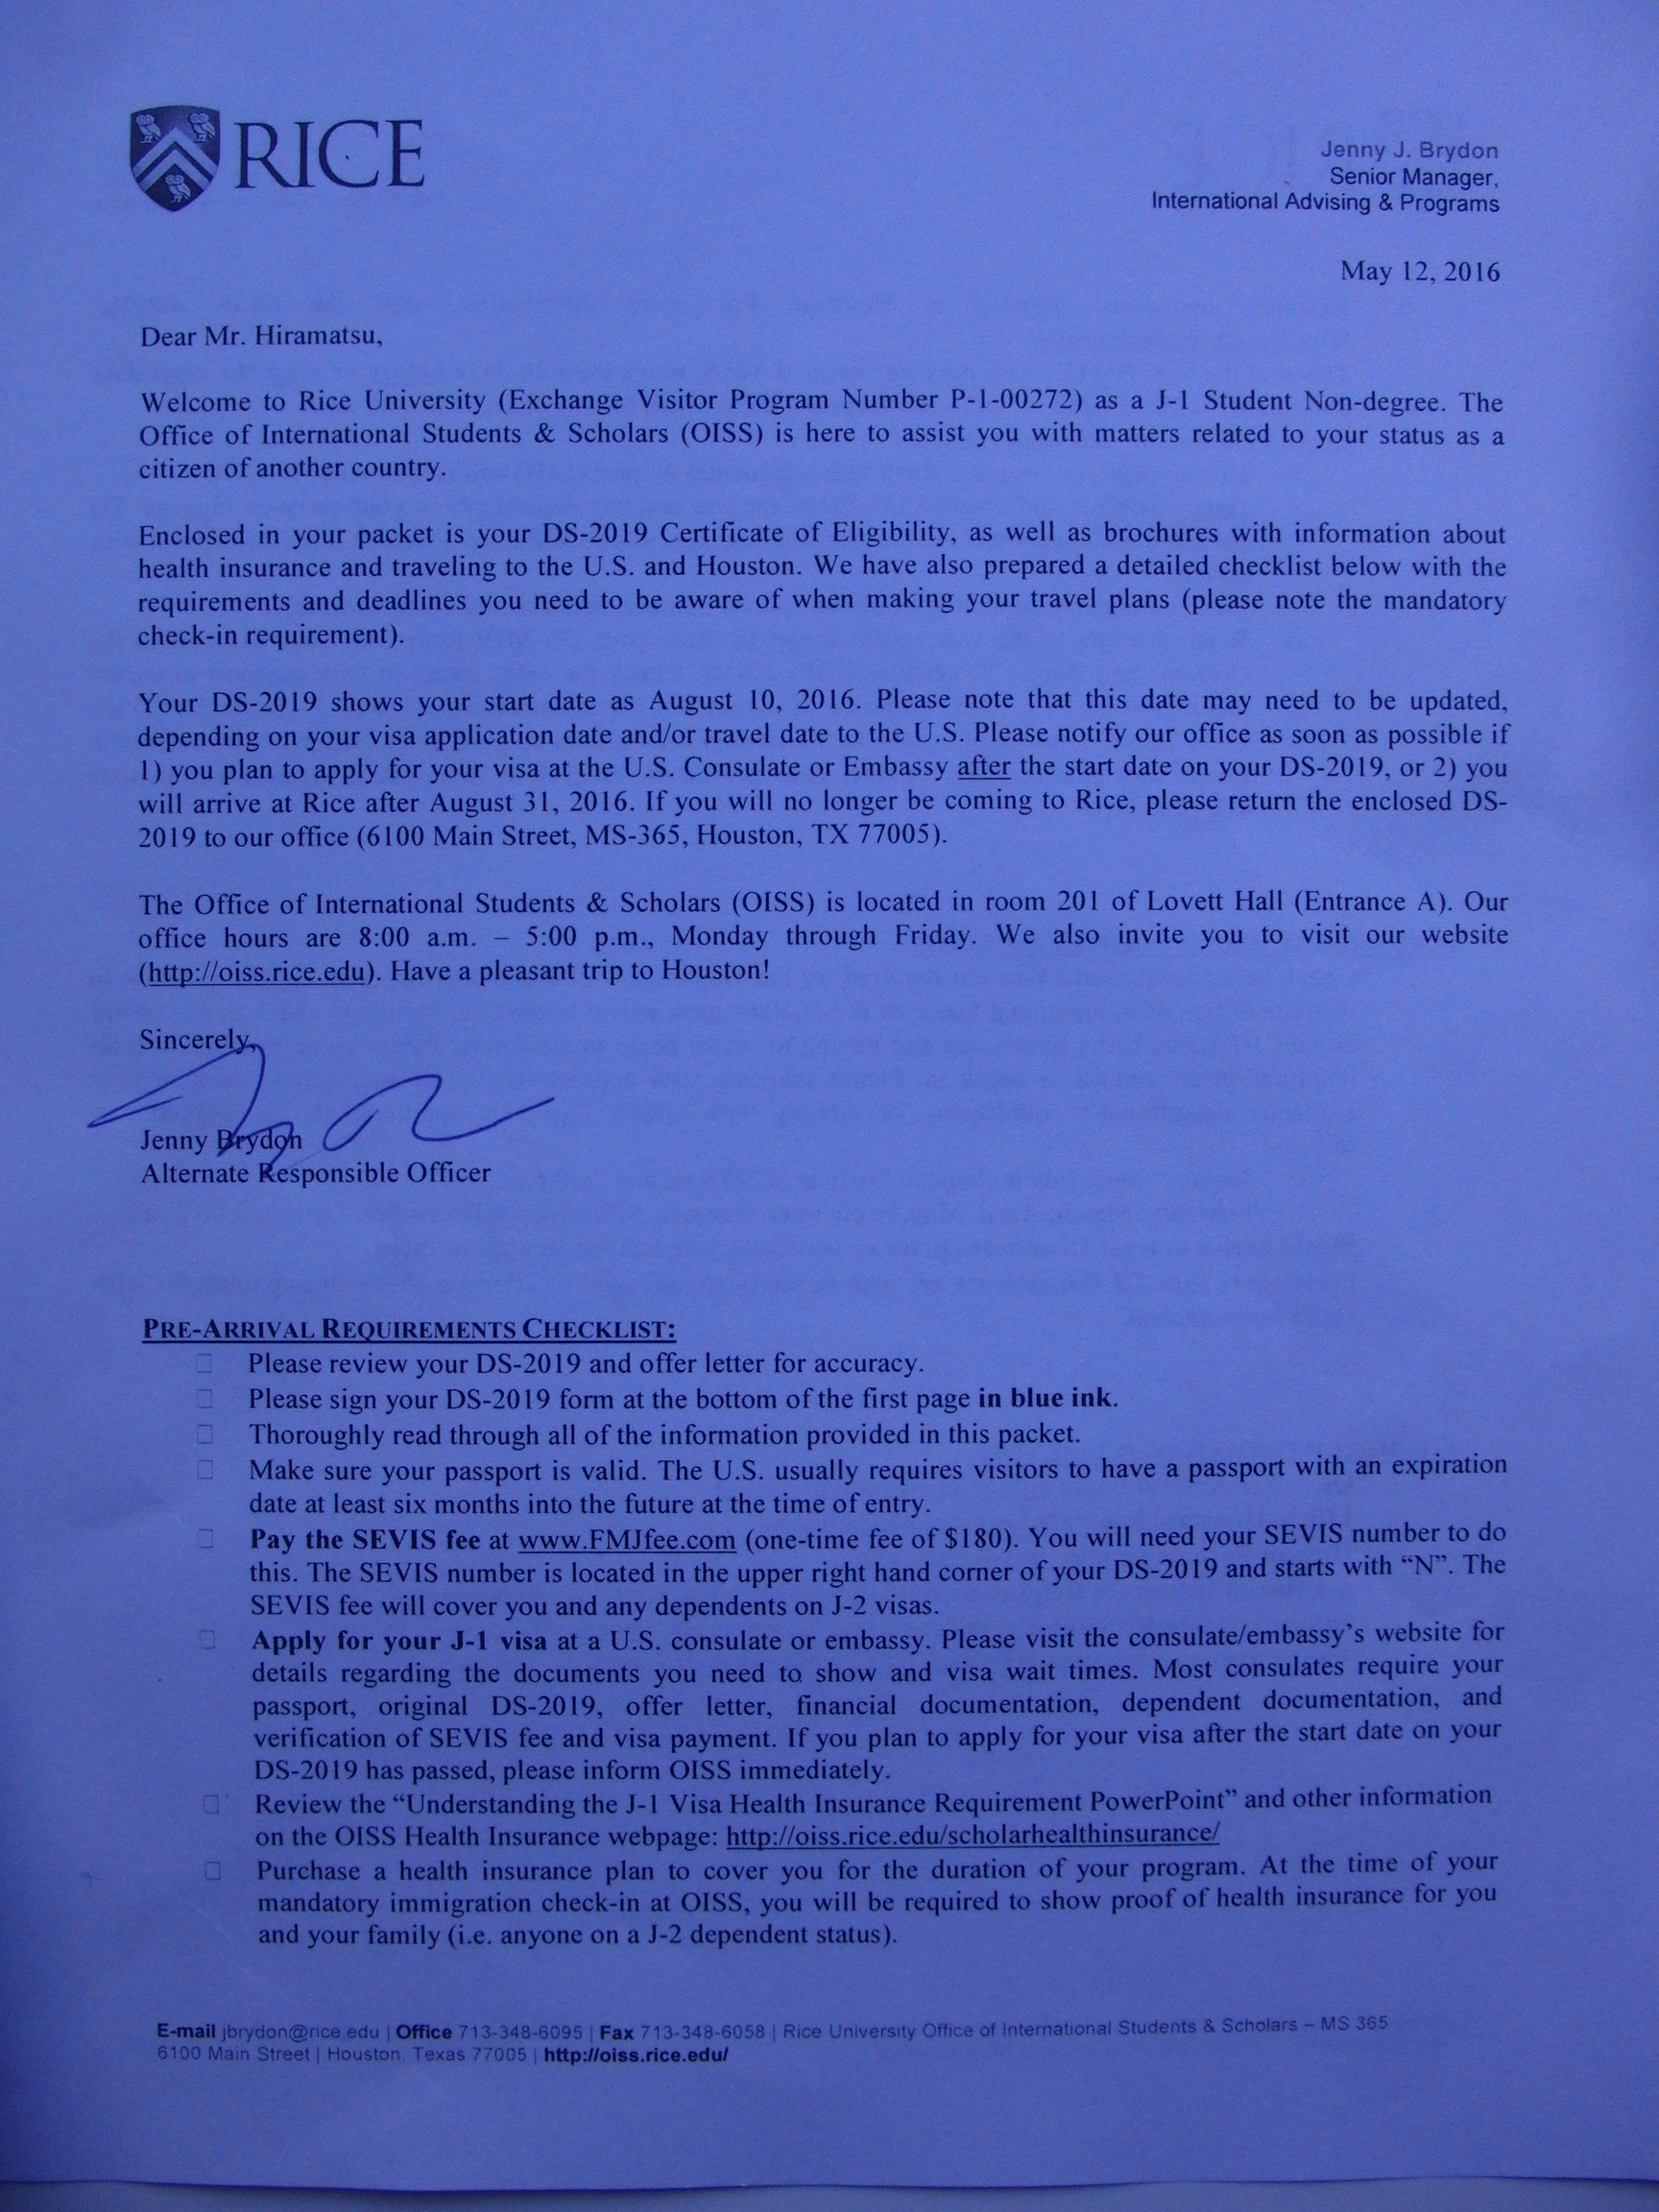 RICE
Jenny J. Brydon
Senior Manager,
International Advising & Programs
May 12, 2016
Dear Mr. Hiramatsu,
Welcome to Rice University (Exchange Visitor Program Number P-1-00272) as a J-1 Student Non-degree. The
Office of International Students & Scholars (OISS) is here to assist you with matters related to your status as a
citizen of another country.
Enclosed in your packet is your DS-2019 Certificate of Eligibility, as well as brochures with information about
health insurance and traveling to the U.S. and Houston. We have also prepared a detailed checklist below with the
requirements and deadlines you need to be aware of when making your travel plans (please note the mandatory
check-in requirement).
Your DS-2019 shows your start date as August 10, 2016. Please note that this date may need to be updated,
depending on your visa application date and/or travel date to the U.S. Please notify our office as soon as possible if
1) you plan to apply for your visa at the U.S. Consulate or Embassy after the start date on your DS-2019, or 2) you
will arrive at Rice after August 31, 2016. If you will no longer be coming to Rice, please return the enclosed DS-
2019 to our office (6100 Main Street, MS-365, Houston, TX 77005).
The Office of International Students & Scholars (OISS) is located in room 201 of Lovett Hall (Entrance A). Our
office hours are 8:00 a.m. – 5:00 p.m., Monday through Friday. We also invite you to visit our website
(http://oiss.rice.edu). Have a pleasant trip to Houston!
Sincerely,
Jenny Brydon
Alternate Responsible Officer
PRE-ARRIVAL REQUIREMENTS CHECKLIST:
Please review your DS-2019 and offer letter for accuracy.
Please sign your DS-2019 form at the bottom of the first page in blue ink.
Thoroughly read through all of the information provided in this packet.
Make sure your passport is valid. The U.S. usually requires visitors to have a passport with an expiration
date at least six months into the future at the time of entry.
Pay the SEVIS fee at www.FMJfee.com (one-time fee of $180). You will need your SEVIS number to do
this. The SEVIS number is located in the upper right hand corner of your DS-2019 and starts with “N”. The
SEVIS fee will cover you and any dependents on J-2 visas.
Apply for your J-1 visa at a U.S. consulate or embassy. Please visit the consulate/embassy’s website for
details regarding the documents you need to show and visa wait times. Most consulates require your
passport, original DS-2019, offer letter, financial documentation, dependent documentation, and
verification of SEVIS fee and visa payment. If you plan to apply for your visa after the start date on your
DS-2019 has passed, please inform OISS immediately.
Review the “Understanding the J-1 Visa Health Insurance Requirement PowerPoint” and other information
on the OISS Health Insurance webpage: http://oiss.rice.edu/scholarhealthinsurance/
Purchase a health insurance plan to cover you for the duration of your program. At the time of your
mandatory immigration check-in at OISS, you will be required to show proof of health insurance for you
and your family (i.e. anyone on a J-2 dependent status).
E-mail jbrydon@rice.edu | Office 713-348-6095 | Fax 713-348-6058 | Rice University Office of International Students & Scholars – MS 365
6100 Main Street | Houston, Texas 77005 | http://oiss.rice.edu/